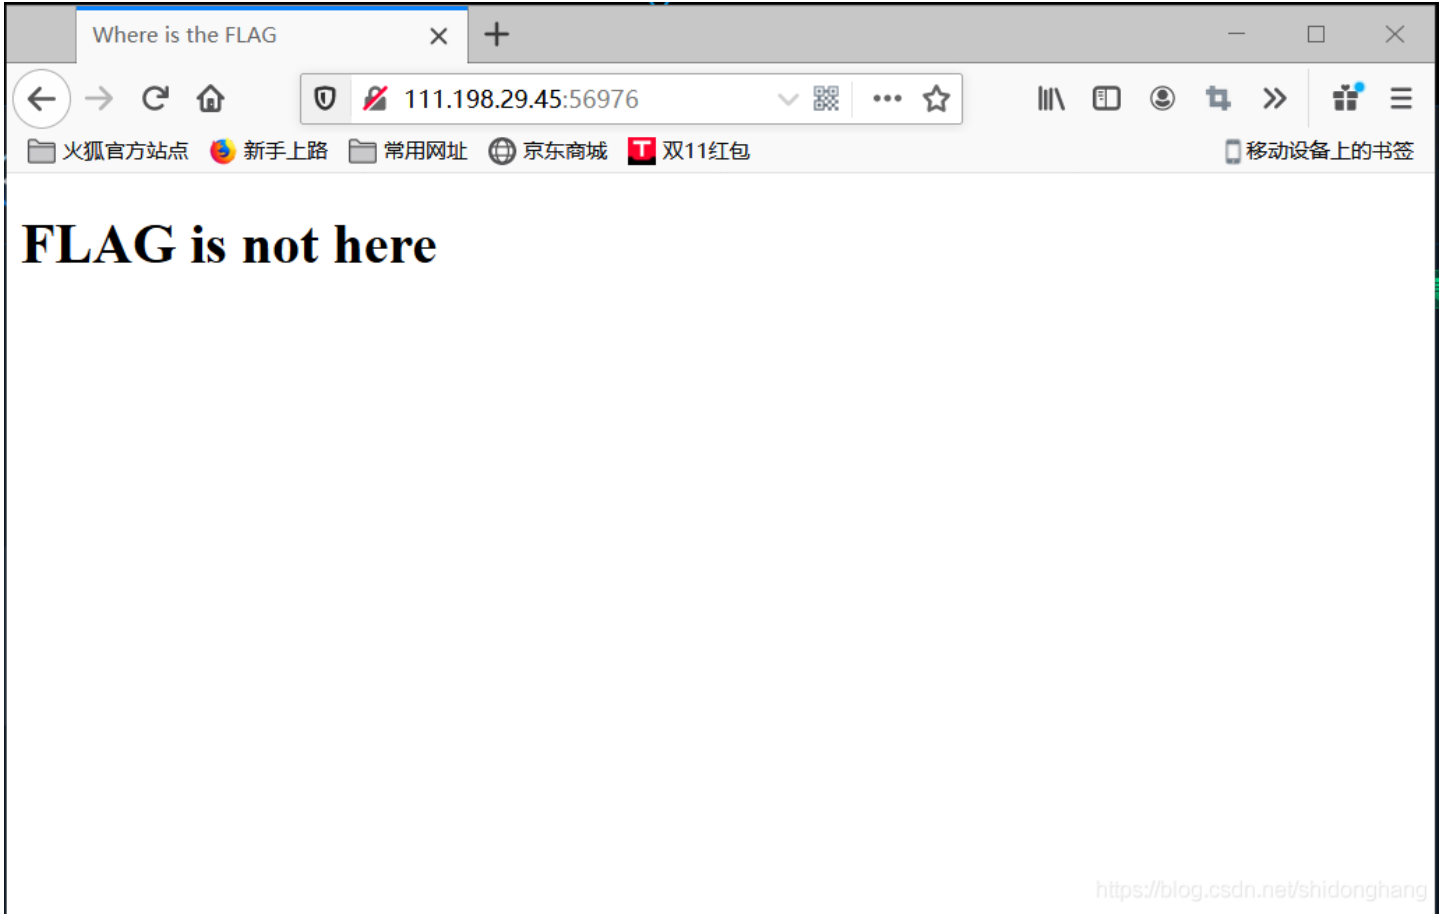 Where is the FLAG
111.198.29.45:56976
火狐官方站点 新手上路 常用网址 京东商城 T 双11红包 移动设备上的书签
FLAG is not here
https://blog.csdn.net/shidonghang